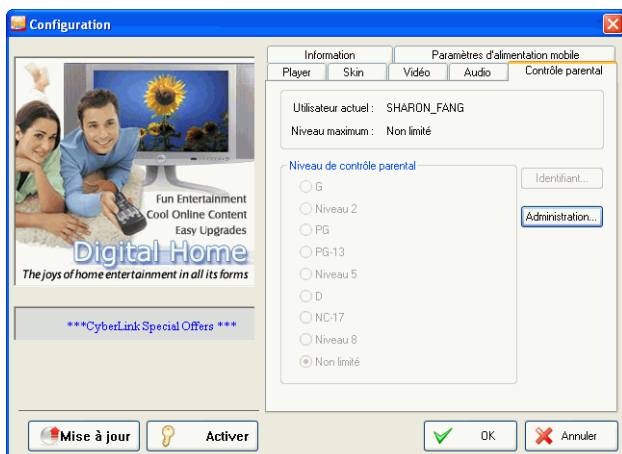 Configuration
Information
Paramètres d'alimentation mobile
Player
Skin
Vidéo
Audio
Contrôle parental
Utilisateur actuel : SHARON_FANG
Niveau maximum : Non limité
Niveau de contrôle parental
G
Niveau 2
PG
PG-13
Niveau 5
D
NC-17
Niveau 8
Non limité
Identifiant...
Administration...
Fun Entertainment
Cool Online Content
Easy Upgrades
Digital Home
The joys of home entertainment in all its forms
***CyberLink Special Offers ***
Mise à jour
Activer
OK
Annuler